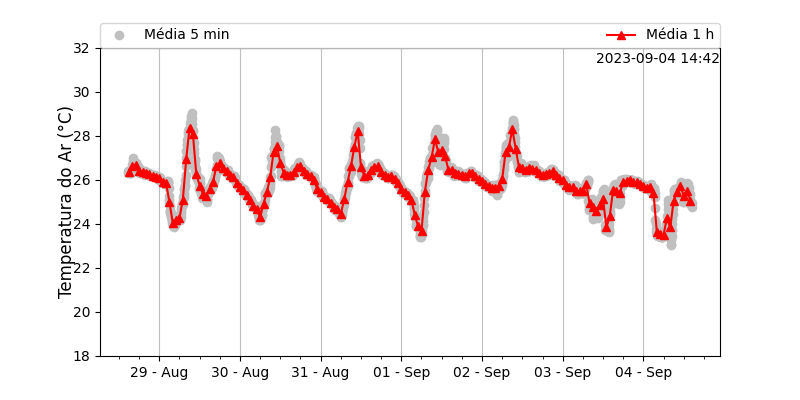 Média 5 min
Média 1 h
2023-09-04 14:42
Temperatura do Ar (°C)
32
30
28
26
24
22
20
18
29 - Aug
30 - Aug
31 - Aug
01 - Sep
02 - Sep
03 - Sep
04 - Sep